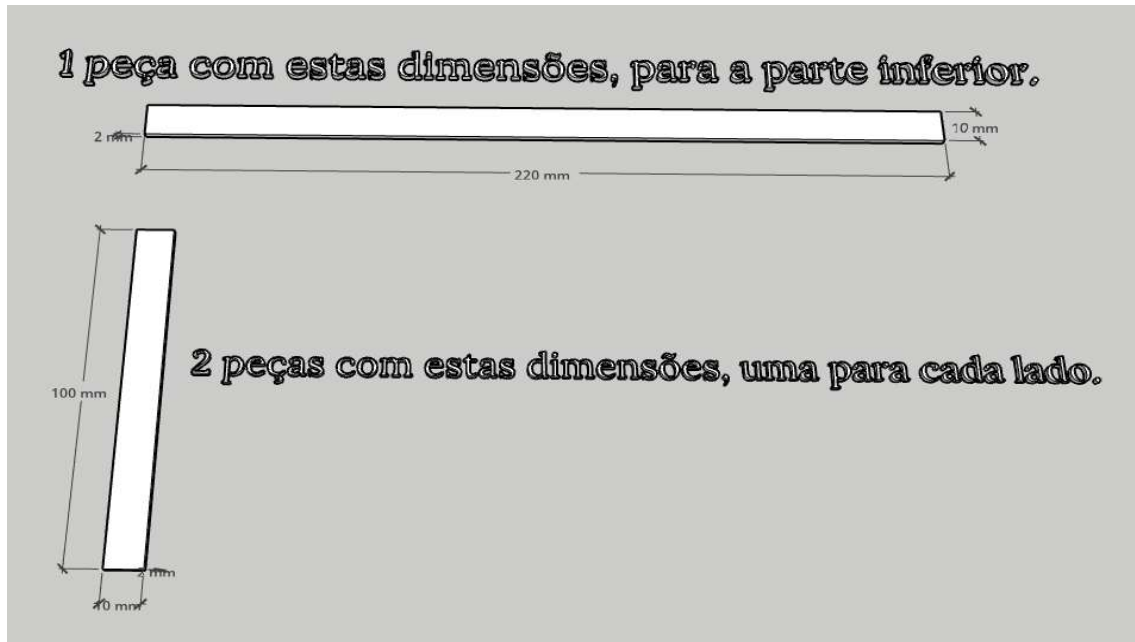 1 peça com estas dimensões, para a parte inferior.
2 mm
10 mm
220 mm
100 mm
2 peças com estas dimensões, uma para cada lado.
2 mm
10 mm